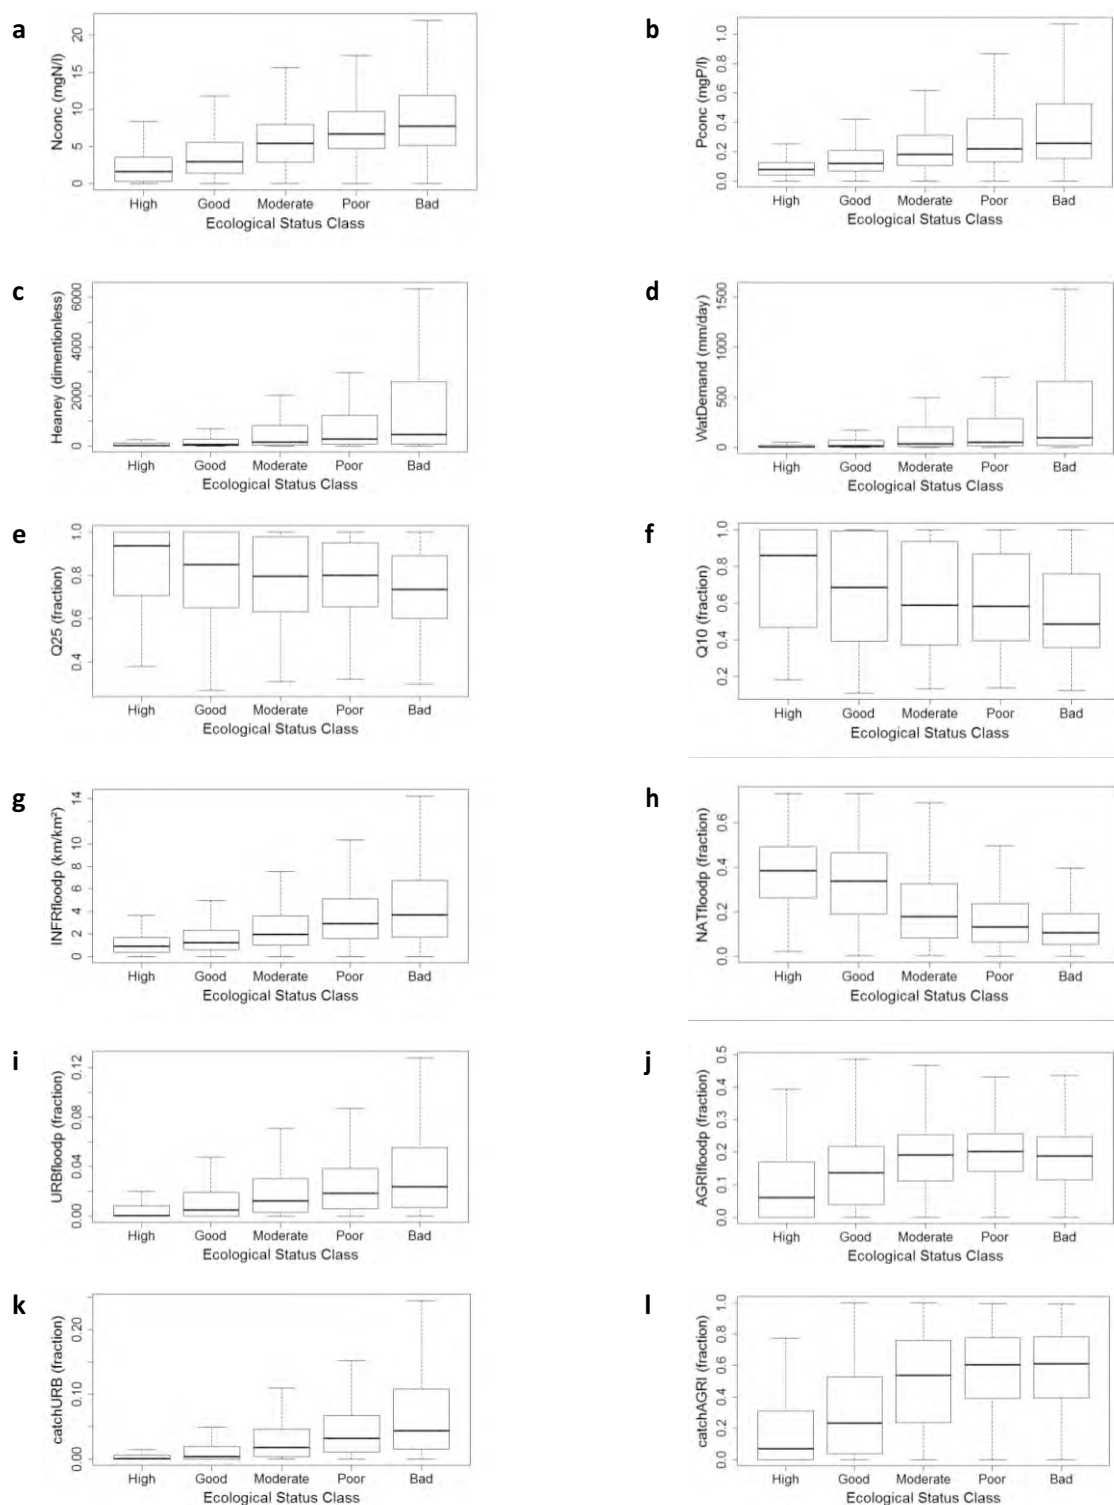 a
Nconc (mgN/l)
20
15
10
5
0
High Good Moderate Poor Bad
Ecological Status Class
b
Pconc (mgP/l)
1.0
0.8
0.6
0.4
0.2
0.0
High Good Moderate Poor Bad
Ecological Status Class
c
Heaney (dimentionless)
6000
4000
2000
0
High Good Moderate Poor Bad
Ecological Status Class
d
WatDemand (mm/day)
1500
1000
500
0
High Good Moderate Poor Bad
Ecological Status Class
e
Q25 (fraction)
1.0
0.8
0.6
0.4
High Good Moderate Poor Bad
Ecological Status Class
f
Q10 (fraction)
1.0
0.8
0.6
0.4
0.2
High Good Moderate Poor Bad
Ecological Status Class
g
INFRfloodp (km/km²)
14
10
8
6
4
2
0
High Good Moderate Poor Bad
Ecological Status Class
h
NATfloodp (fraction)
0.6
0.4
0.2
0.0
High Good Moderate Poor Bad
Ecological Status Class
i
URBfloodp (fraction)
0.12
0.08
0.04
0.00
High Good Moderate Poor Bad
Ecological Status Class
j
AGRIfloodp (fraction)
0.5
0.4
0.3
0.2
0.1
0.0
High Good Moderate Poor Bad
Ecological Status Class
k
catchURB (fraction)
0.20
0.10
0.00
High Good Moderate Poor Bad
Ecological Status Class
l
catchAGRI (fraction)
1.0
0.8
0.6
0.4
0.2
0.0
High Good Moderate Poor Bad
Ecological Status Class